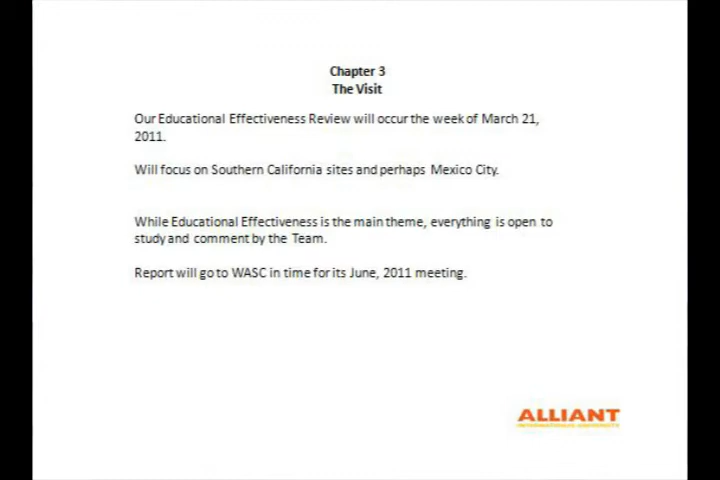 Chapter 3
The Visit
Our Educational Effectiveness Review will occur the week of March 21,
2011.
Will focus on Southern California sites and perhaps Mexico City.
While Educational Effectiveness is the main theme, everything is open to
study and comment by the Team.
Report will go to WASC in time for its June, 2011 meeting.
ALLIANT
INTERNATIONAL UNIVERSITY